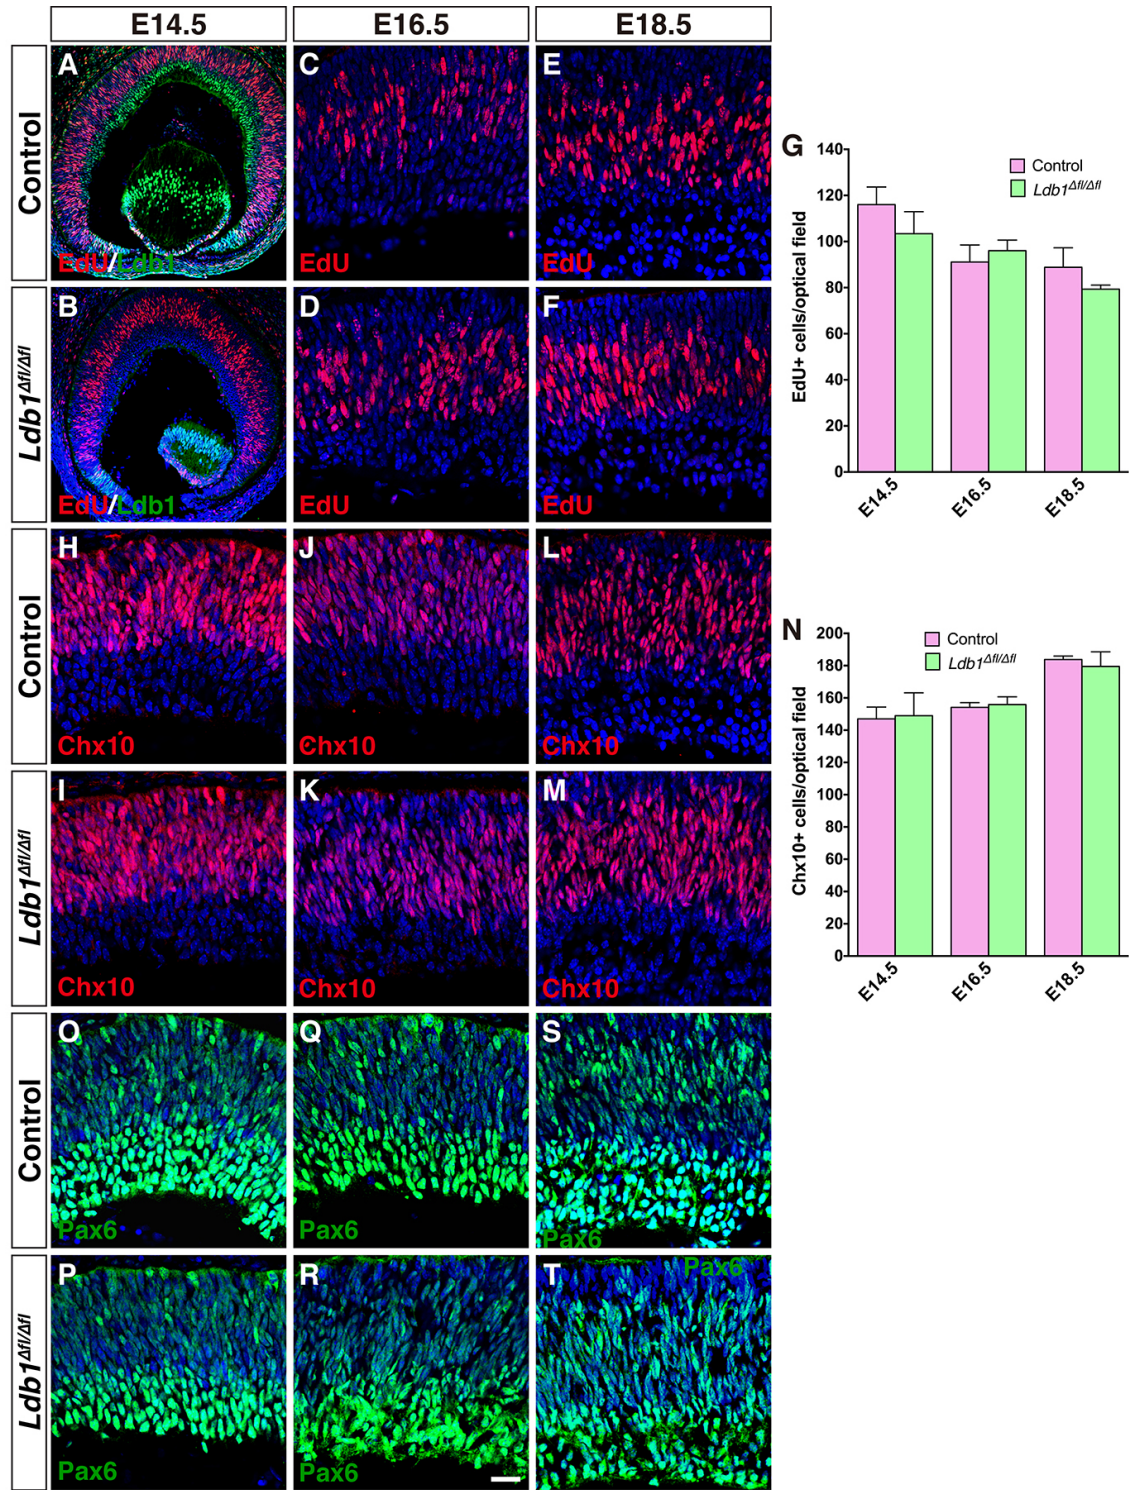 E14.5 E16.5 E18.5
Control
A EdU/Ldb1
C EdU
E EdU
Ldb1Δfl/Δfl
B EdU/Ldb1
D EdU
F EdU
G
EdU+ cells/optical field
140
120
100
80
60
40
20
0
Control
Ldb1Δfl/Δfl
E14.5 E16.5 E18.5
Control
H Chx10
J Chx10
L Chx10
Ldb1Δfl/Δfl
I Chx10
K Chx10
M Chx10
N
Chx10+ cells/optical field
200
180
160
140
120
100
80
60
40
20
0
Control
Ldb1Δfl/Δfl
E14.5 E16.5 E18.5
Control
O Pax6
Q Pax6
S Pax6
Ldb1Δfl/Δfl
P Pax6
R Pax6
T Pax6